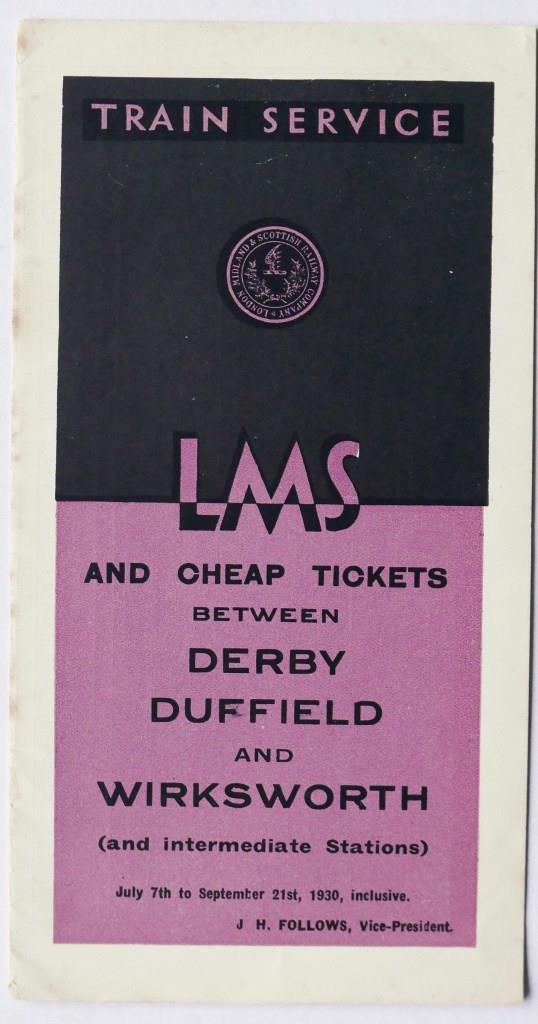 TRAIN SERVICE
LONDON MIDLAND & SCOTTISH RAILWAY COMPANY
LMS
AND CHEAP TICKETS
BETWEEN
DERBY
DUFFIELD
AND
WIRKSWORTH
(and intermediate Stations)
July 7th to September 21st, 1930, inclusive.
J H. FOLLOWS, Vice-President.